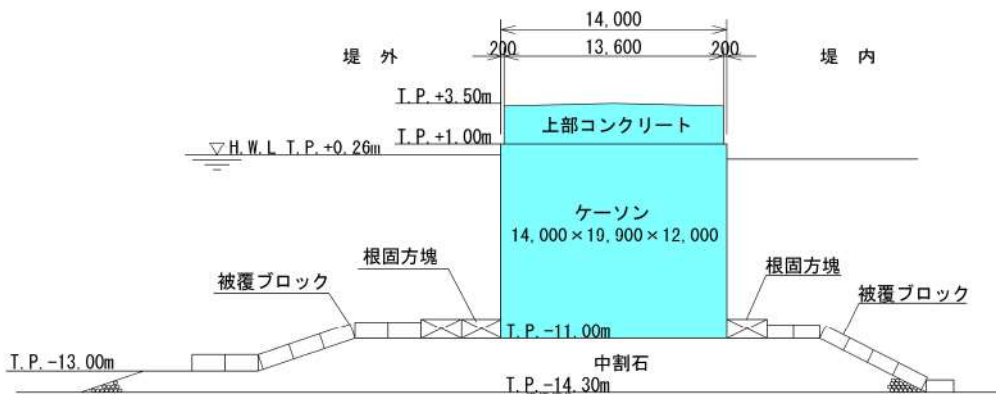 14,000
200 13,600 200
堤 外
堤 内
T.P.+3.50m
上部コンクリート
T.P.+1.00m
▽H.W.L T.P.+0.26m
ケーソン
14,000×19,900×12,000
根固方塊
根固方塊
被覆ブロック
被覆ブロック
T.P.-11.00m
T.P.-13.00m
中割石
T.P.-14.30m